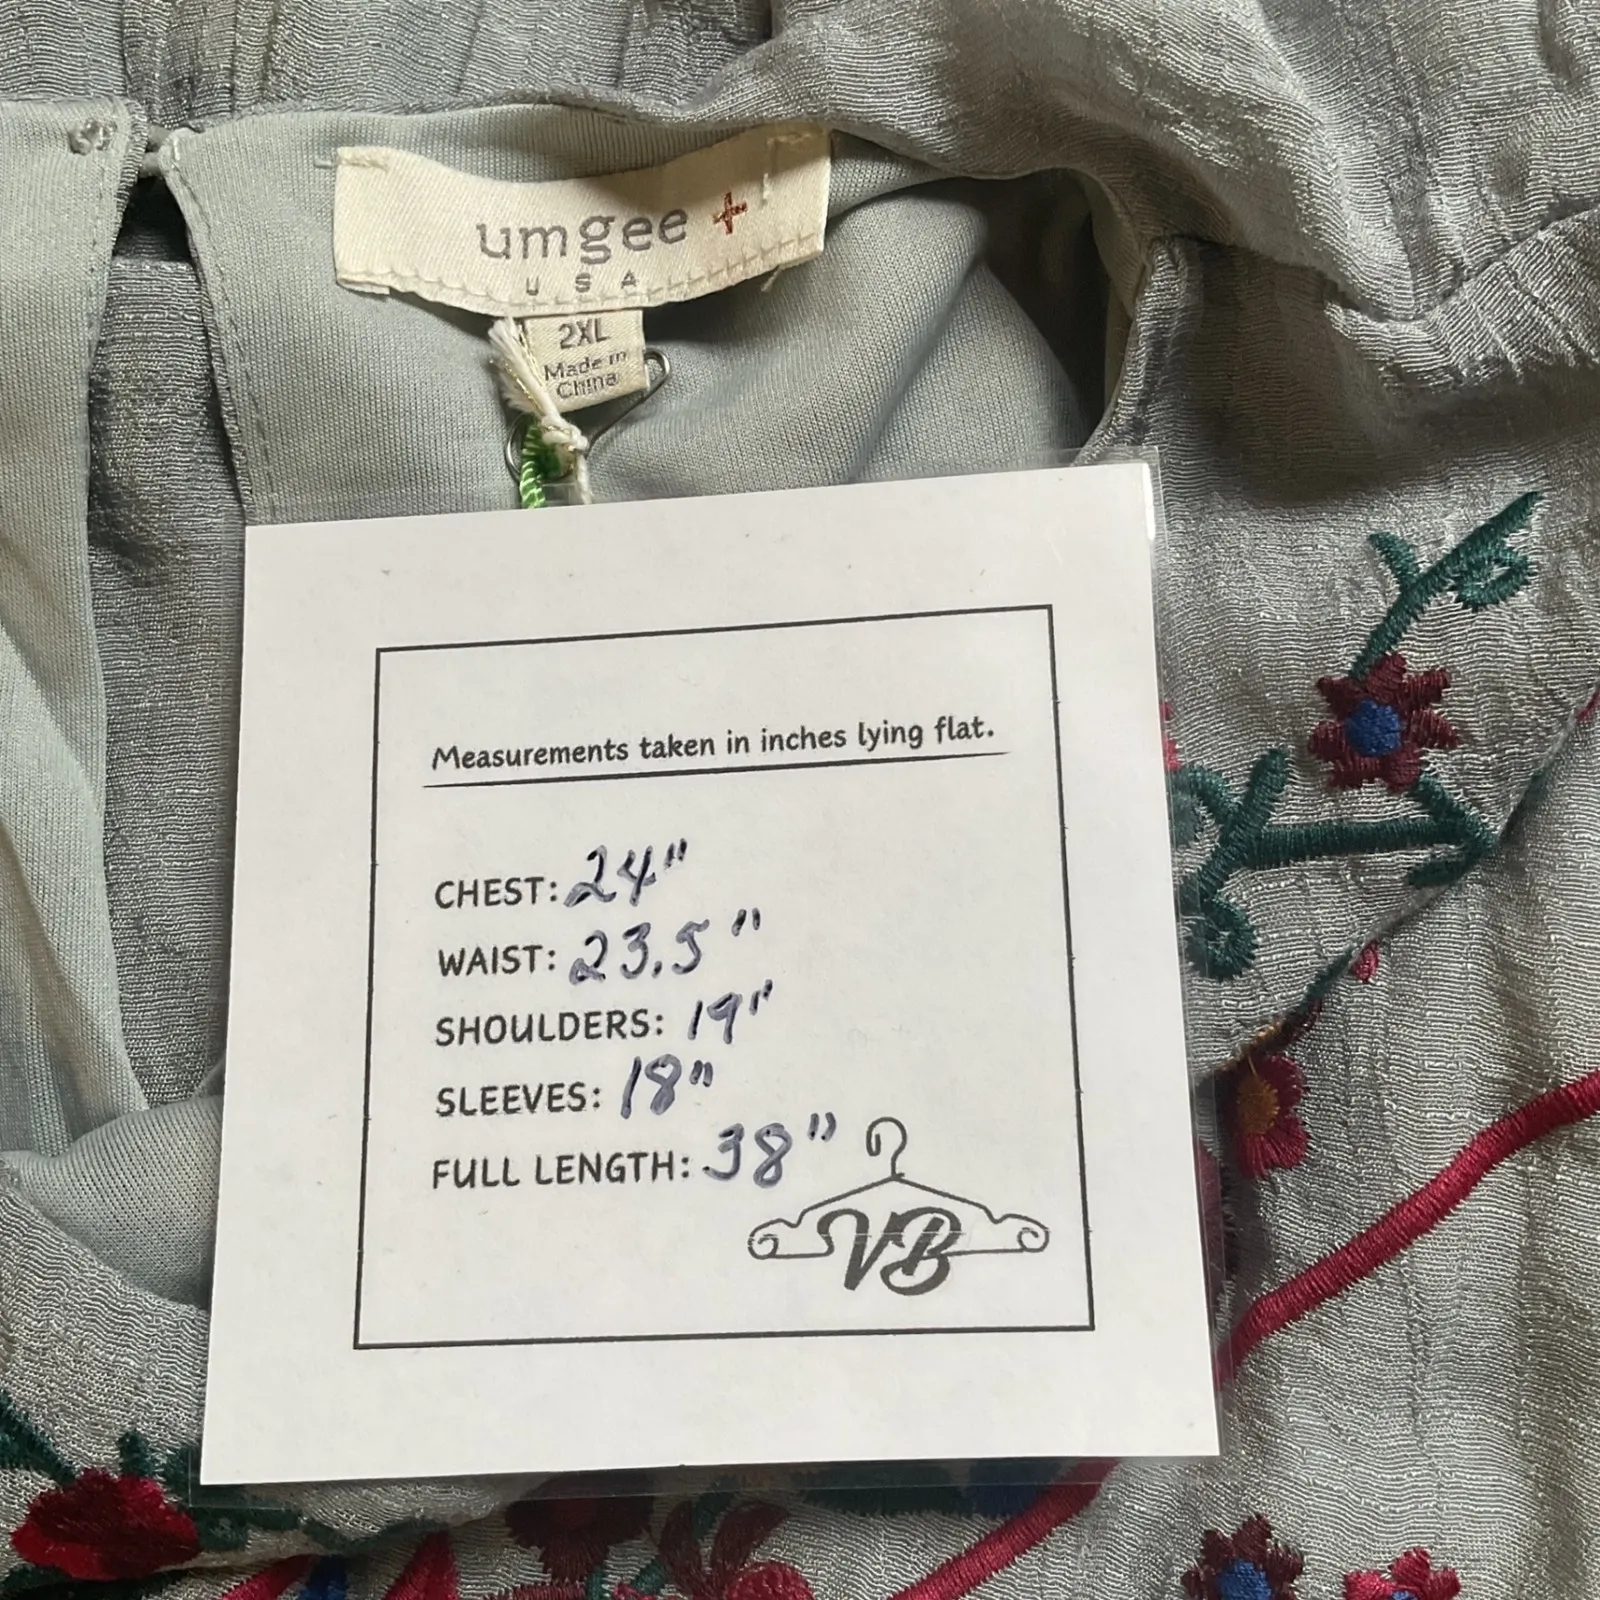 umgee +
USA
2XL
Made in
China
Measurements taken in inches lying flat.
CHEST: 24"
WAIST: 23.5"
SHOULDERS: 19"
SLEEVES: 18"
FULL LENGTH: 38"
VB